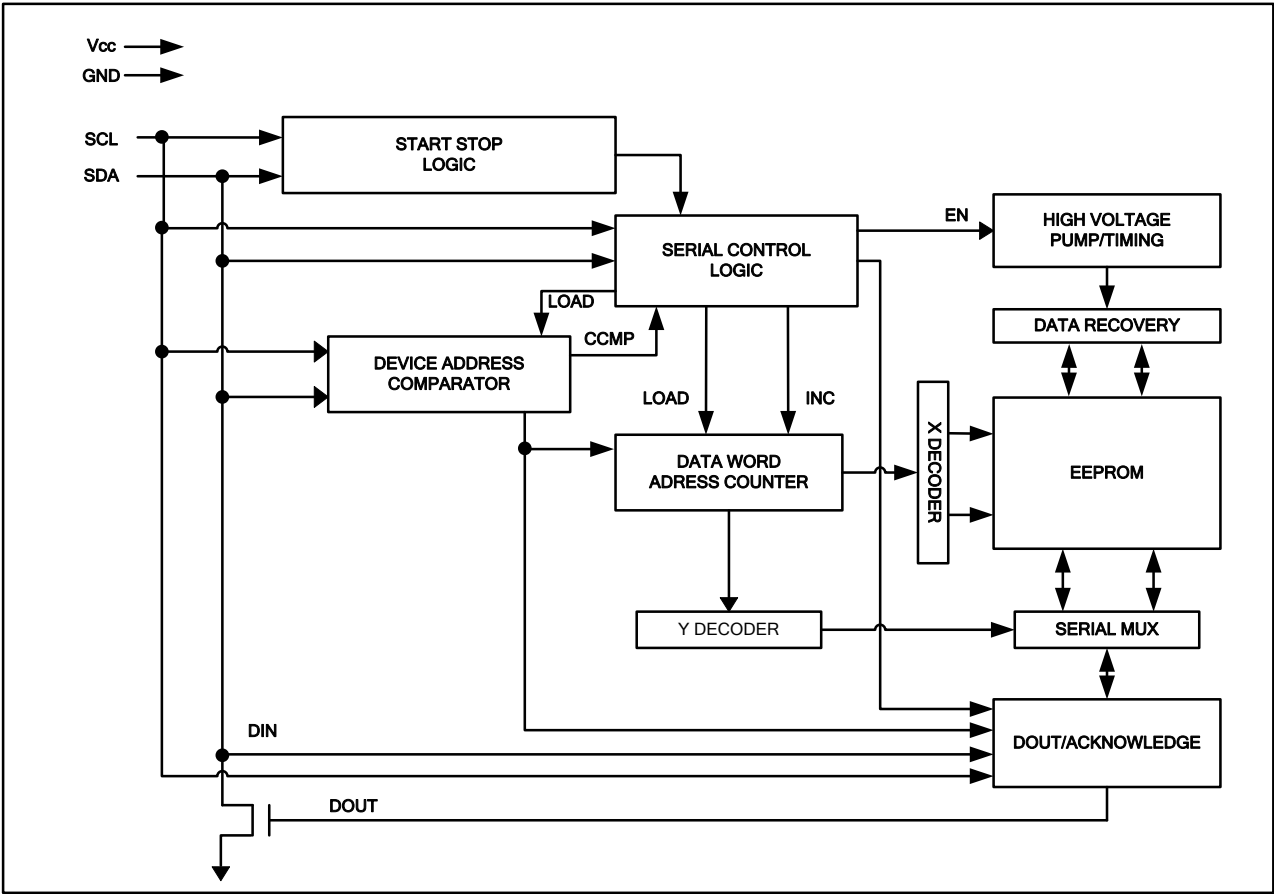 Vcc
GND
SCL
SDA
START STOP
LOGIC
EN
HIGH VOLTAGE
PUMP/TIMING
SERIAL CONTROL
LOGIC
LOAD
CCMP
DATA RECOVERY
DEVICE ADDRESS
COMPARATOR
LOAD
INC
X DECODER
DATA WORD
ADRESS COUNTER
EEPROM
Y DECODER
SERIAL MUX
DIN
DOUT/ACKNOWLEDGE
DOUT